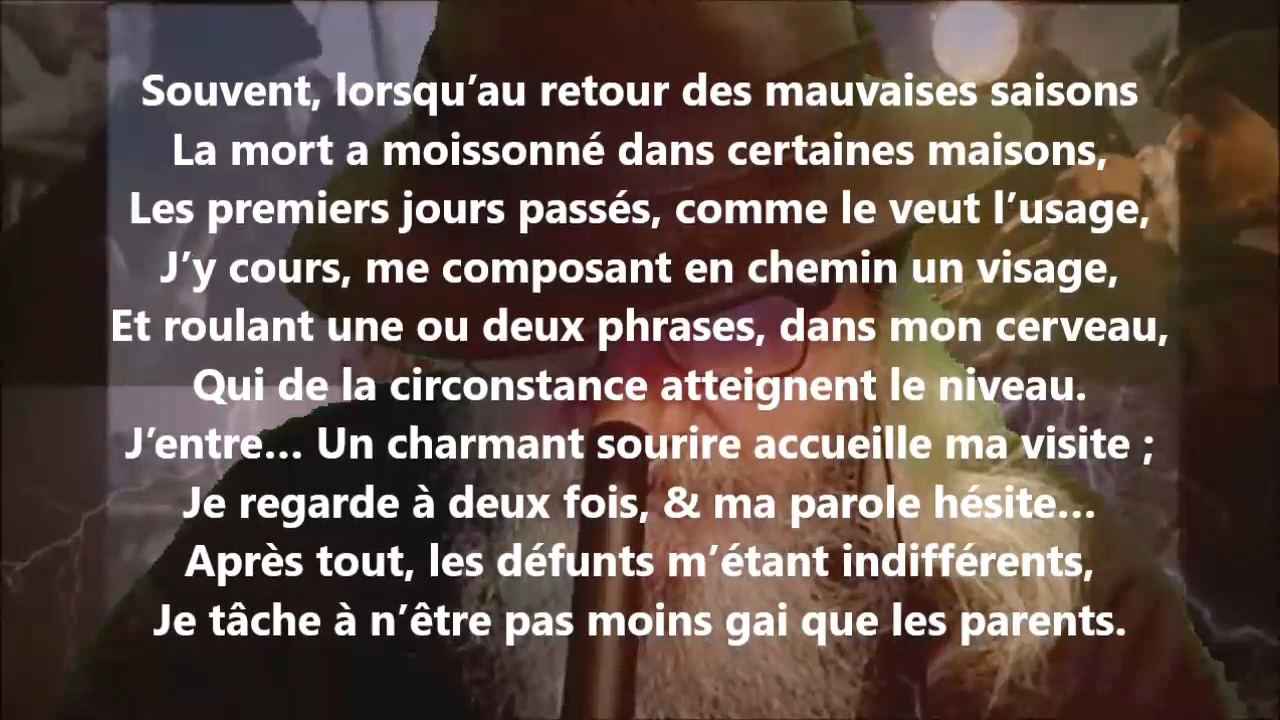 Souvent, lorsqu’au retour des mauvaises saisons
La mort a moissonné dans certaines maisons,
Les premiers jours passés, comme le veut l’usage,
J’y cours, me composant en chemin un visage,
Et roulant une ou deux phrases, dans mon cerveau,
Qui de la circonstance atteignent le niveau.
J’entre… Un charmant sourire accueille ma visite ;
Je regarde à deux fois, & ma parole hésite…
Après tout, les défunts m’étant indifférents,
Je tâche à n’être pas moins gai que les parents.